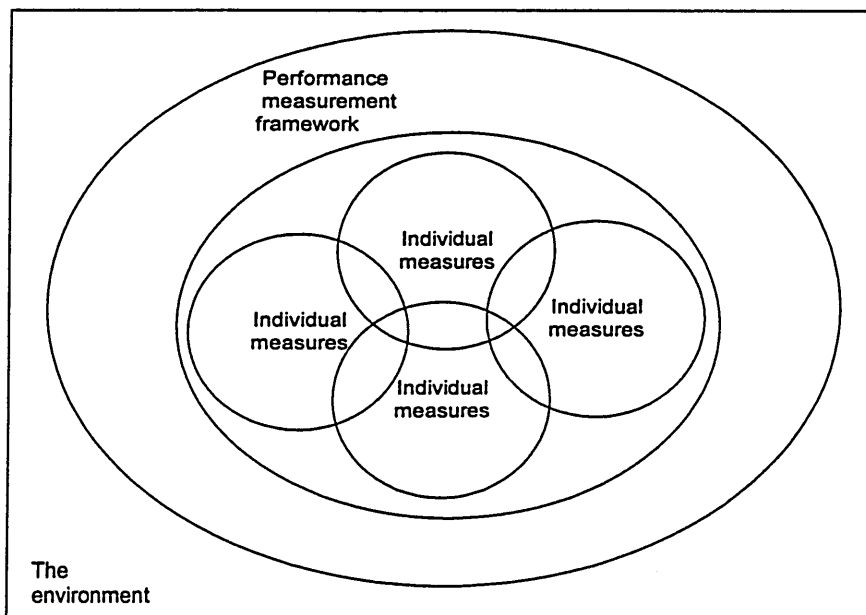 Performance
measurement
framework
Individual
measures
Individual
measures
Individual
measures
Individual
measures
The
environment